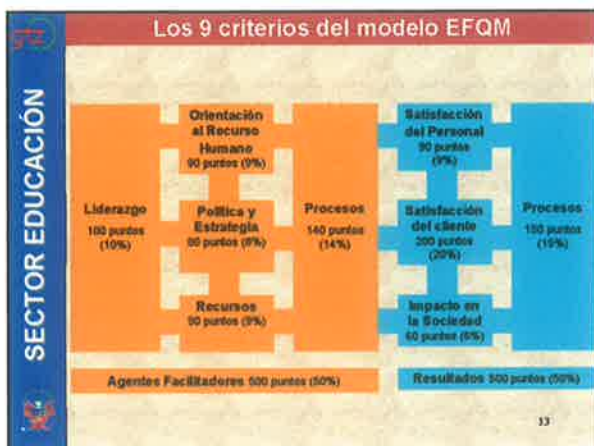 Los 9 criterios del modelo EFQM
SECTOR EDUCACIÓN
Liderazgo
100 puntos
(10%)
Orientación
al Recurso
Humano
90 puntos (9%)
Política y
Estrategia
80 puntos (8%)
Recursos
90 puntos (9%)
Procesos
140 puntos
(14%)
Satisfacción
del Personal
90 puntos
(9%)
Satisfacción
del cliente
200 puntos
(20%)
Impacto en
la Sociedad
60 puntos (6%)
Procesos
150 puntos
(15%)
Agentes Facilitadores 500 puntos (50%)
Resultados 500 puntos (50%)
33